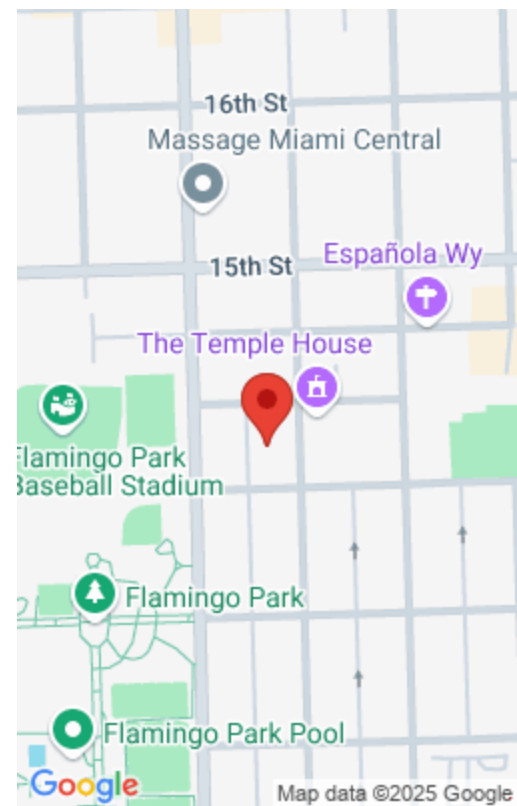 16th St
Massage Miami Central
15th St
Española Wy
The Temple House
Flamingo Park
Baseball Stadium
Flamingo Park
Flamingo Park Pool
Google
Map data ©2025 Google